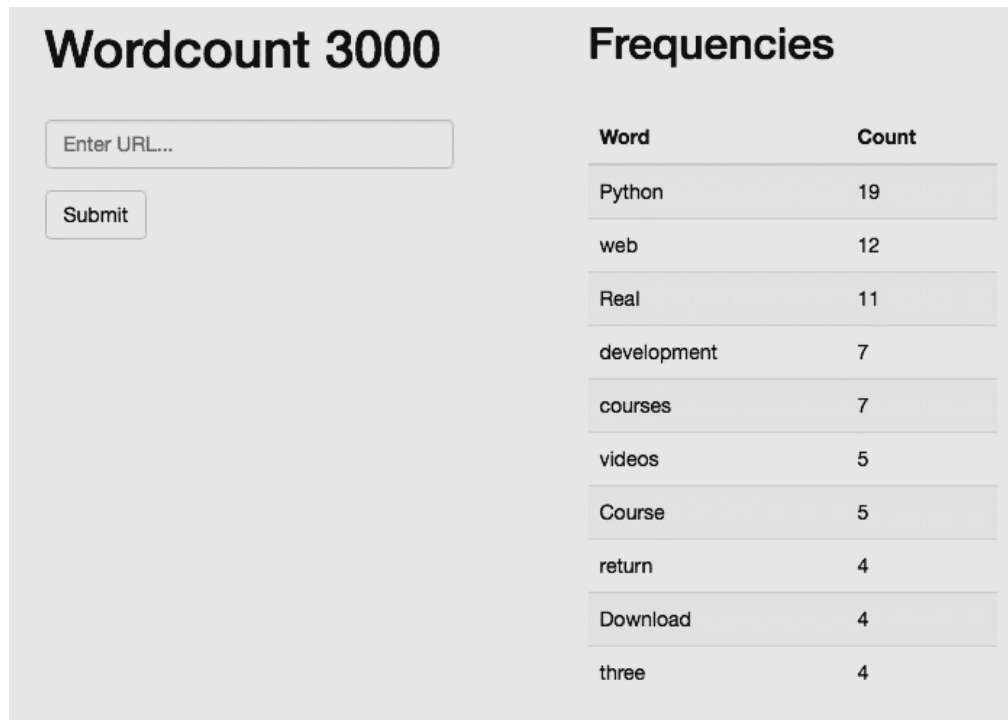 Wordcount 3000
Enter URL...
Submit
Frequencies
Word Count
Python 19
web 12
Real 11
development 7
courses 7
videos 5
Course 5
return 4
Download 4
three 4